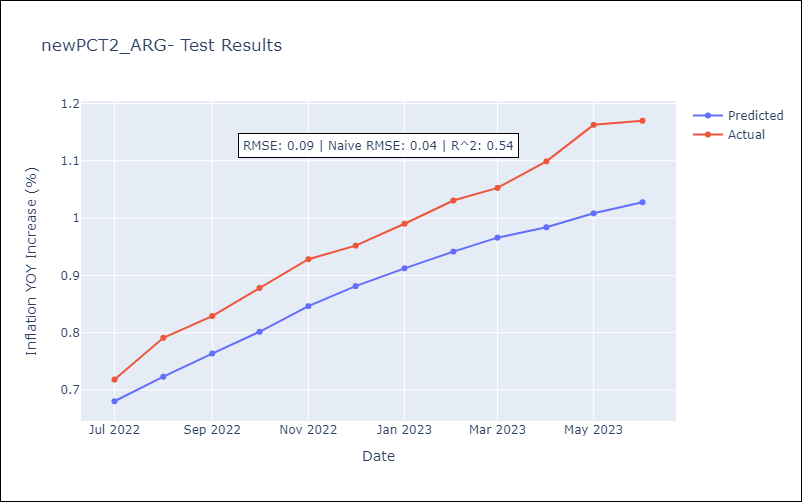 newPCT2_ARG- Test Results
1.2
1.1
1
0.9
0.8
0.7
Inflation YOY Increase (%)
RMSE: 0.09 | Naive RMSE: 0.04 | R^2: 0.54
Predicted
Actual
Jul 2022
Sep 2022
Nov 2022
Jan 2023
Mar 2023
May 2023
Date